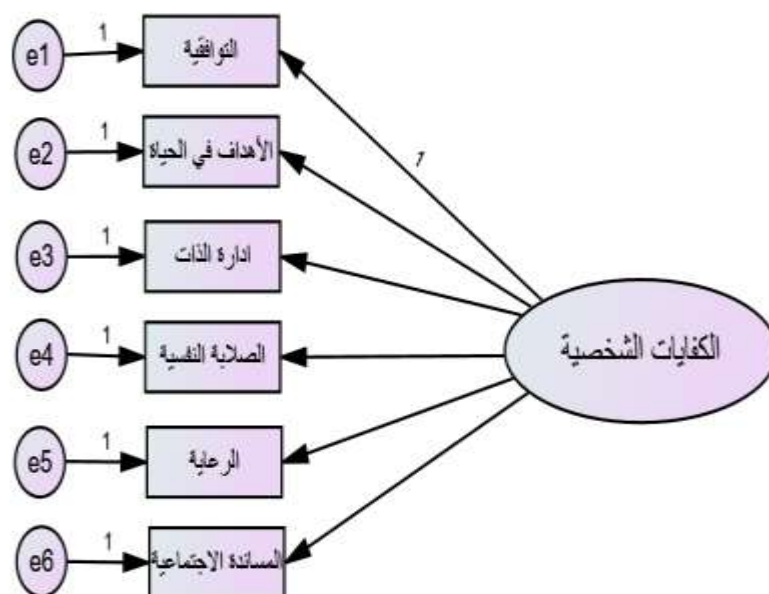 e1
1
التوافقية
e2
1
الأهداف في الحياة
1
e3
1
ادارة الذات
e4
1
الصلابة النفسية
الكفايات الشخصية
e5
1
الرعاية
e6
1
المساندة الاجتماعية